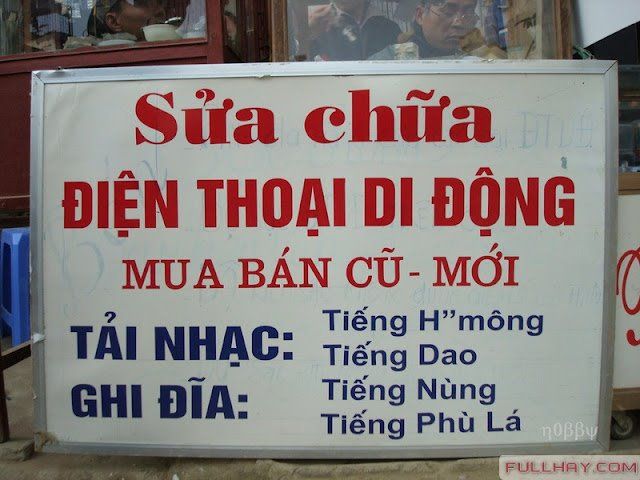 Sửa chữa
ĐIỆN THOẠI DI ĐỘNG
MUA BÁN CŨ - MỚI
TẢI NHẠC:
GHI ĐĨA:
Tiếng H”mông
Tiếng Dao
Tiếng Nùng
Tiếng Phù Lá
η0ββψ
FULLHAY.COM